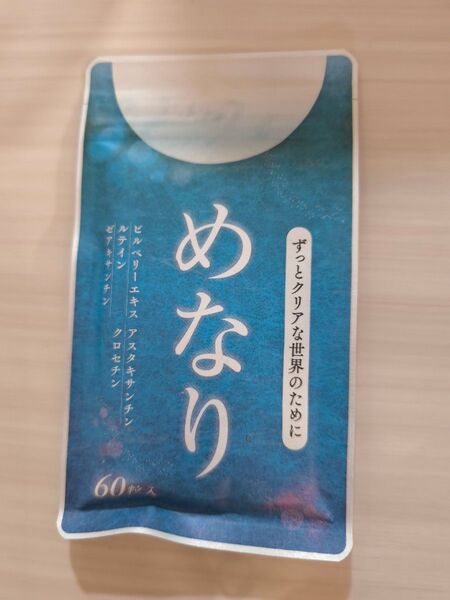 ずっとクリアな世界のために
めなり
ビルベリーエキス アスタキサンチン
ルテイン クロセチン
ゼアキサンチン
60粒入